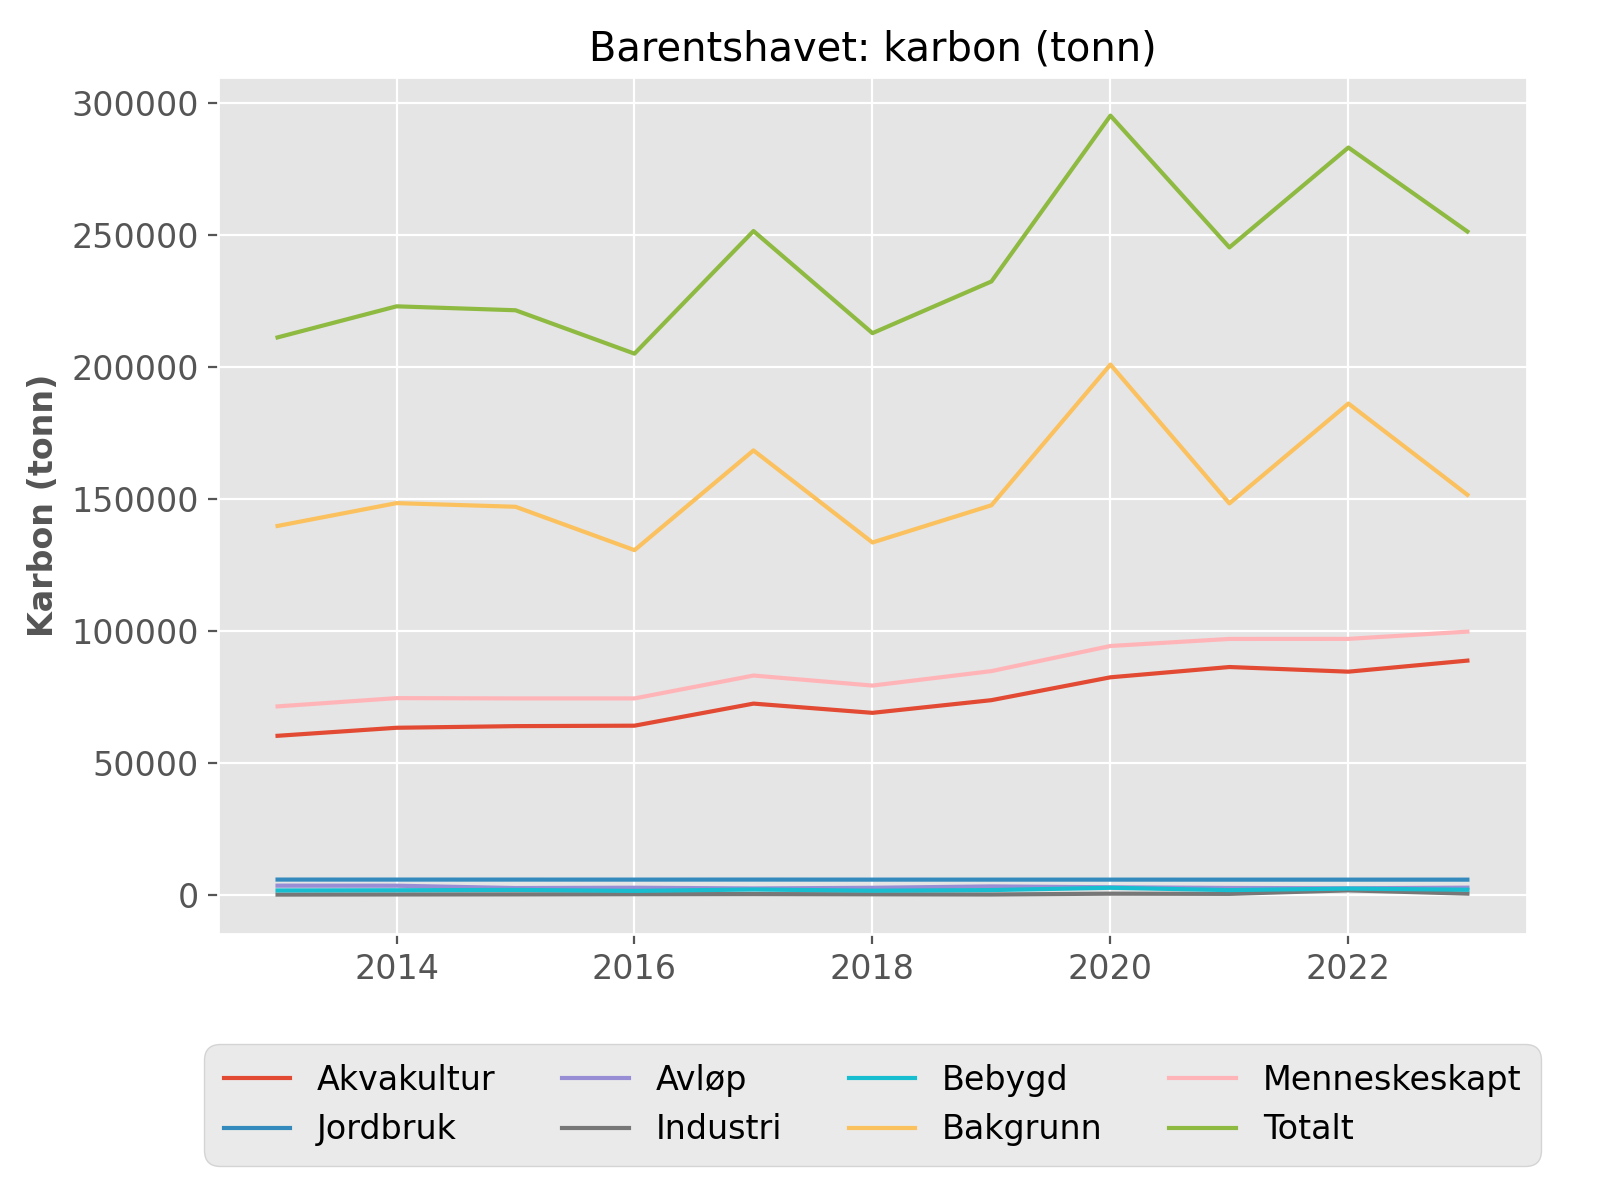 Barentshavet: karbon (tonn)
Karbon (tonn)
300000
250000
200000
150000
100000
50000
0
2014 2016 2018 2020 2022
Akvakultur Avløp Bebygd Menneskeskapt
Jordbruk Industri Bakgrunn Totalt